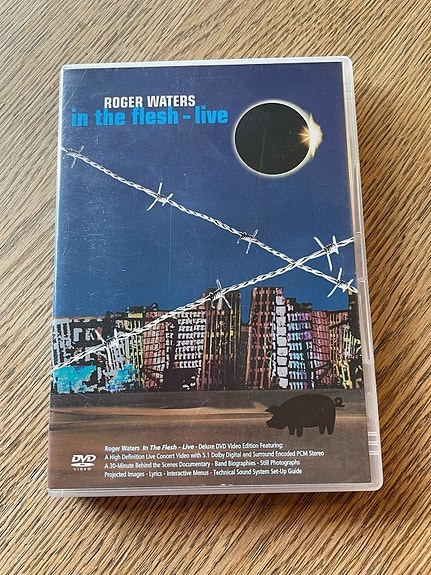 ROGER WATERS
in the flesh - live
Roger Waters In The Flesh - Live - Deluxe DVD Video Edition Featuring:
A High Definition Live Concert Video with 5.1 Dolby Digital and Surround Encoded PCM Stereo
A 30-Minute Behind the Scenes Documentary - Band Biographies - Still Photographs
Projected Images - Lyrics - Interactive Menus - Technical Sound System Set-Up Guide
DVD
VIDEO